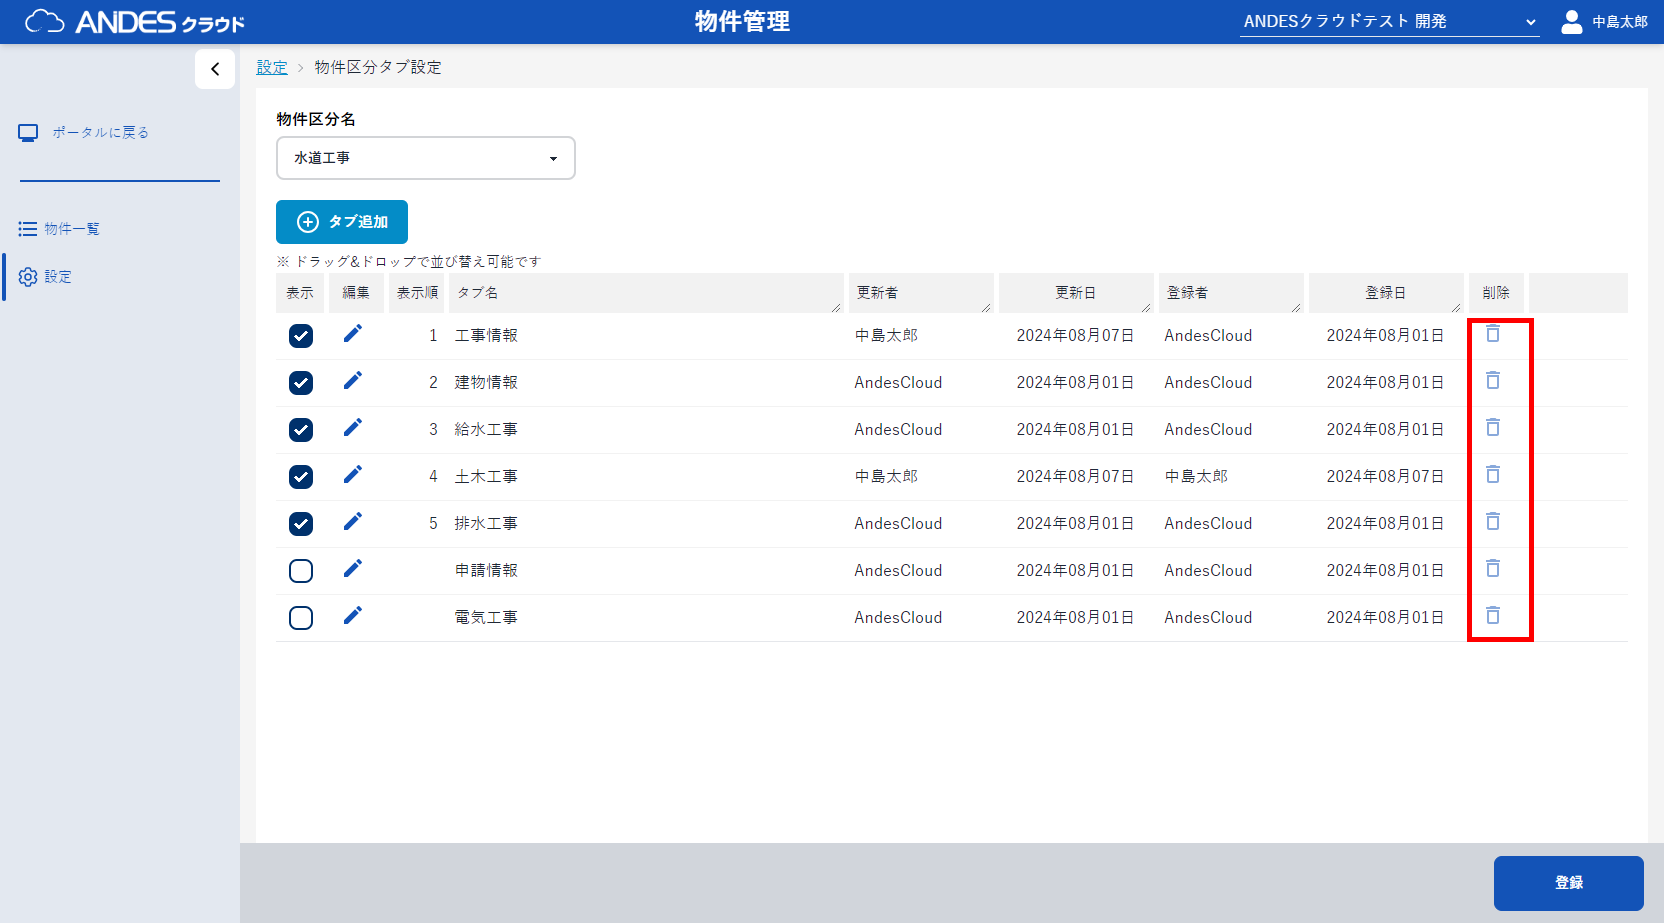 ANDES クラウド
物件管理
ANDESクラウドテスト 開発
中島太郎
設定 > 物件区分タブ設定
ポータルに戻る
物件一覧
設定
物件区分名
水道工事
タブ追加
※ ドラッグ&ドロップで並び替え可能です
表示 編集 表示順 タブ名 更新者 更新日 登録者 登録日 削除
1 工事情報 中島太郎 2024年08月07日 AndesCloud 2024年08月01日
2 建物情報 AndesCloud 2024年08月01日 AndesCloud 2024年08月01日
3 給水工事 AndesCloud 2024年08月01日 AndesCloud 2024年08月01日
4 土木工事 中島太郎 2024年08月07日 中島太郎 2024年08月07日
5 排水工事 AndesCloud 2024年08月01日 AndesCloud 2024年08月01日
申請情報 AndesCloud 2024年08月01日 AndesCloud 2024年08月01日
電気工事 AndesCloud 2024年08月01日 AndesCloud 2024年08月01日
登録